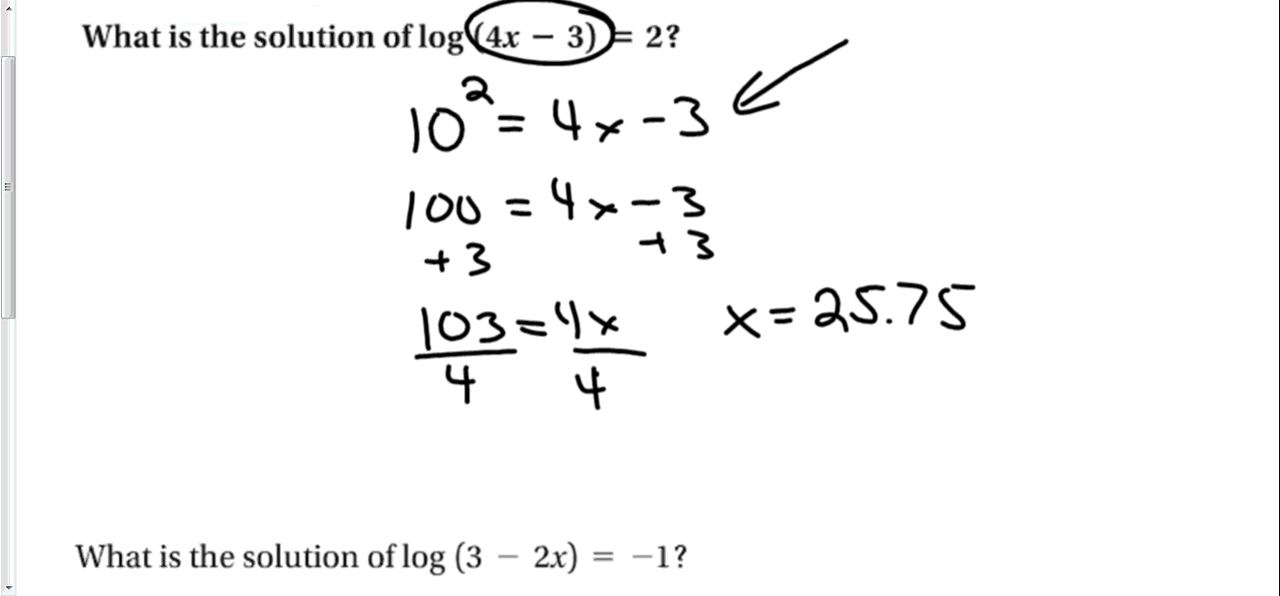 What is the solution of log (4x − 3) = 2?
10² = 4x - 3
100 = 4x - 3
+3 +3
103 = 4x x = 25.75
4 4
What is the solution of log (3 − 2x) = −1?